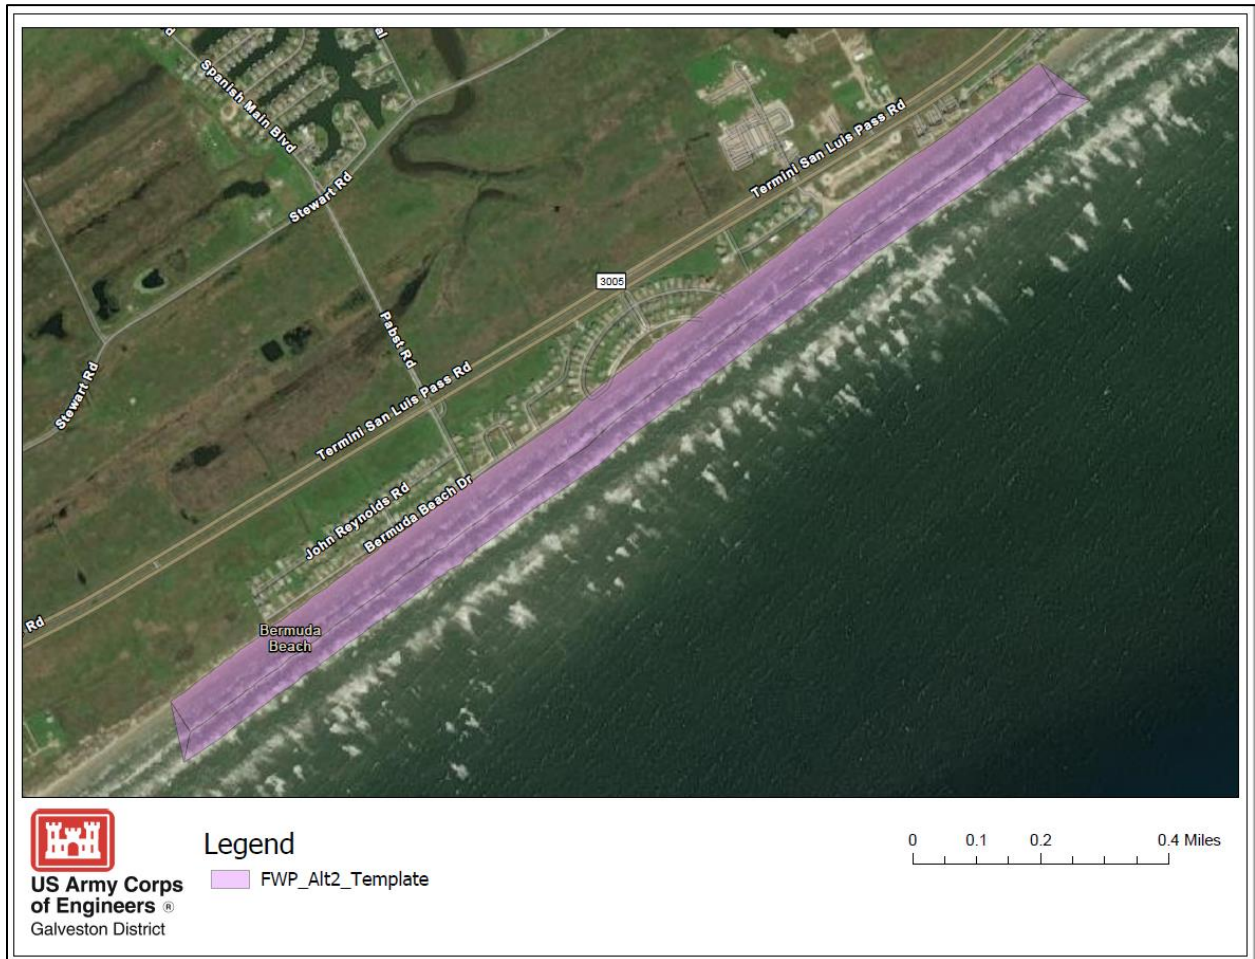 Spanish Main Blvd
Stewart Rd
Termini San Luis Pass Rd
3005
Pabst Rd
Stewart Rd
Termini San Luis Pass Rd
John Reynolds Rd
Bermuda Beach Dr
Rd
Bermuda
Beach
US Army Corps
of Engineers ®
Galveston District
Legend
FWP_Alt2_Template
0 0.1 0.2 0.4 Miles